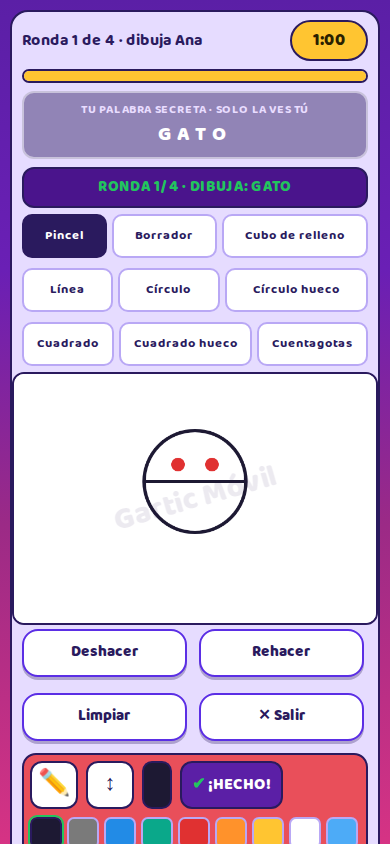 Ronda 1 de 4 · dibuja Ana
1:00
TU PALABRA SECRETA · SOLO LA VES TÚ
GATO
RONDA 1/4 · DIBUJA: GATO
Pincel
Borrador
Cubo de relleno
Línea
Círculo
Círculo hueco
Cuadrado
Cuadrado hueco
Cuentagotas
Gartic Móvil
Deshacer
Rehacer
Limpiar
✕ Salir
✔ ¡HECHO!